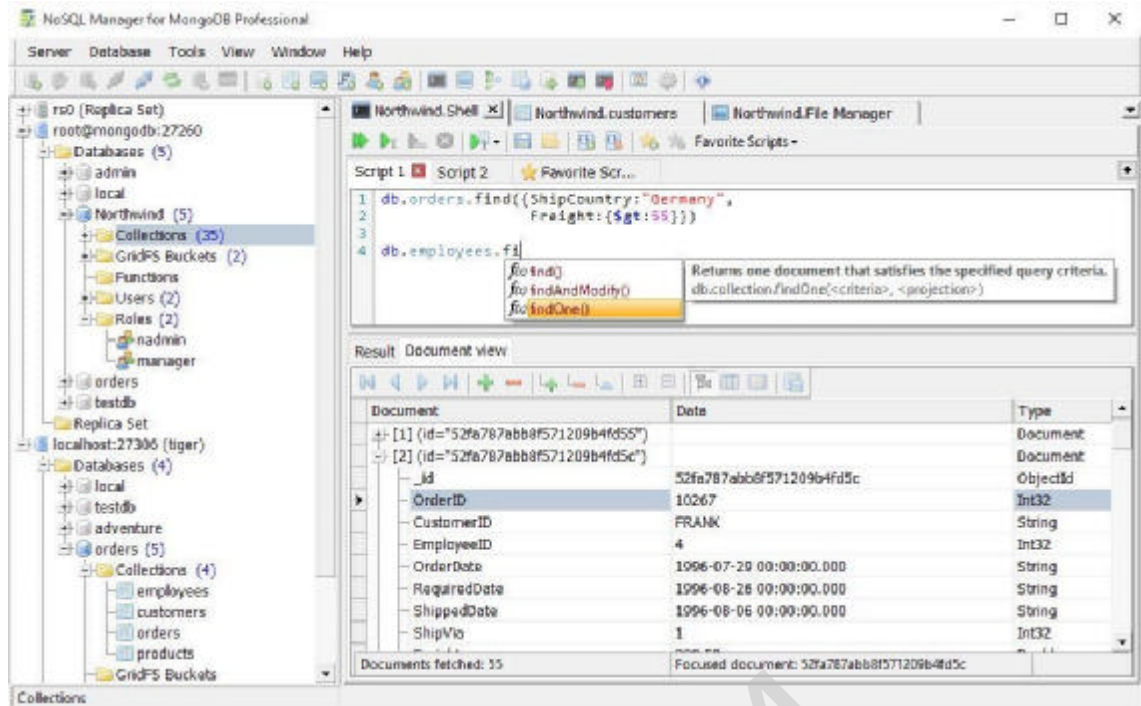 NoSQL Manager for MongoDB Professional
Server Database Tools View Window Help
rs0 (Replica Set)
root@mongodb:27260
Databases (5)
admin
local
Northwind (5)
Collections (35)
GridFS Buckets (2)
Functions
Users (2)
Roles (2)
nadmin
manager
orders
testdb
Replica Set
localhost:27306 (tiger)
Databases (4)
local
testdb
adventure
orders (5)
Collections (4)
employees
customers
orders
products
GridFS Buckets
Collections
Northwind.Shell Northwind.customers Northwind.File Manager
Favorite Scripts
Script 1 Script 2 Favorite Scr...
1 db.orders.find({ShipCountry:"Germany",
2 Freight:{$gt:55}})
3
4 db.employees.fi
find()
findAndModify()
findOne()
Returns one document that satisfies the specified query criteria.
db.collection.findOne(<criteria>, <projection>)
Result Document view
Document Data Type
[1] (id="52fa787abb8f571209b4fd55") Document
[2] (id="52fa787abb8f571209b4fd5c") Document
_id 52fa787abb8f571209b4fd5c ObjectId
OrderID 10267 Int32
CustomerID FRANK String
EmployeeID 4 Int32
OrderDate 1996-07-29 00:00:00.000 String
RequiredDate 1996-08-26 00:00:00.000 String
ShippedDate 1996-08-06 00:00:00.000 String
ShipVia 1 Int32
Documents fetched: 55 Focused document: 52fa787abb8f571209b4fd5c